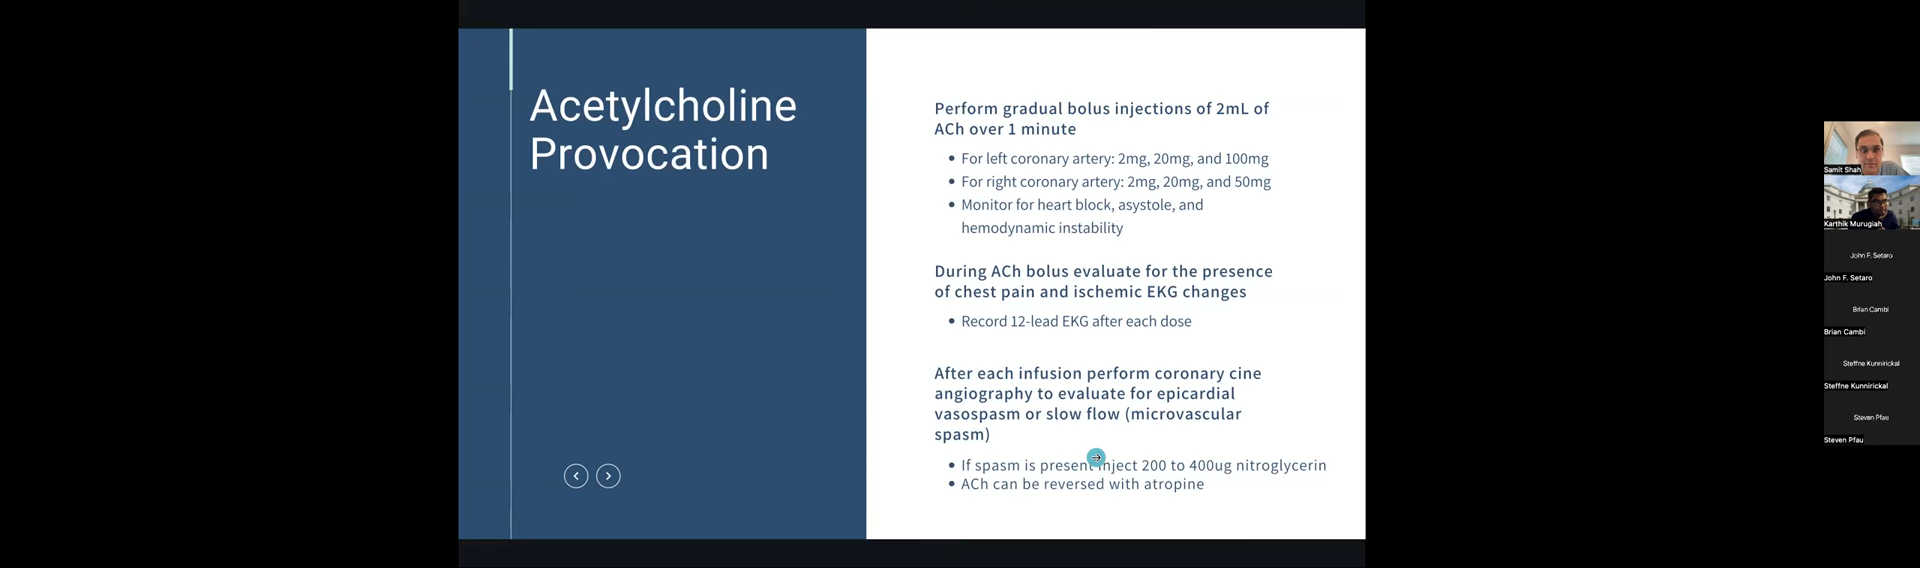 Acetylcholine
Provocation
Perform gradual bolus injections of 2mL of
ACh over 1 minute
• For left coronary artery: 2mg, 20mg, and 100mg
• For right coronary artery: 2mg, 20mg, and 50mg
• Monitor for heart block, asystole, and
hemodynamic instability
During ACh bolus evaluate for the presence
of chest pain and ischemic EKG changes
• Record 12-lead EKG after each dose
After each infusion perform coronary cine
angiography to evaluate for epicardial
vasospasm or slow flow (microvascular
spasm)
• If spasm is present inject 200 to 400ug nitroglycerin
• ACh can be reversed with atropine
Samit Shah
Karthik Murugiah
John F. Setaro
John F. Setaro
Brian Cambi
Brian Cambi
Steffne Kunnirickal
Steffne Kunnirickal
Steven Pfau
Steven Pfau